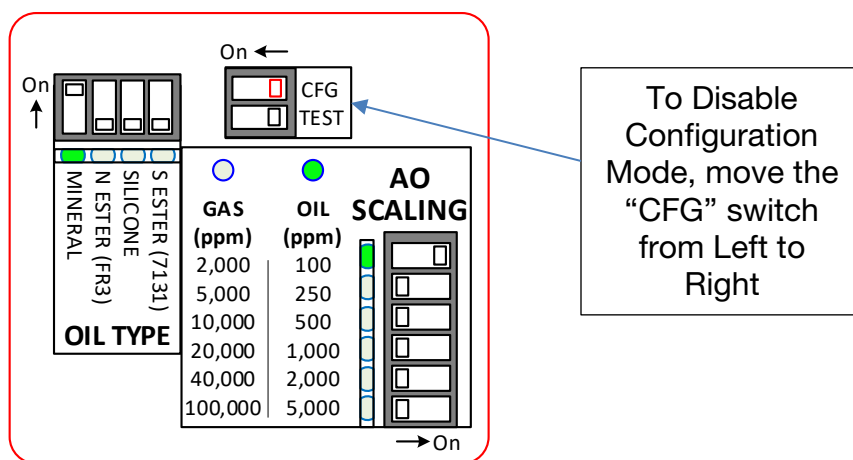 On
CFG
TEST
On
MINERAL
N ESTER (FR3)
SILICONE
S ESTER (7131)
OIL TYPE
AO
SCALING
GAS OIL
(ppm) (ppm)
2,000 100
5,000 250
10,000 500
20,000 1,000
40,000 2,000
100,000 5,000
On
To Disable
Configuration
Mode, move the
“CFG” switch
from Left to
Right